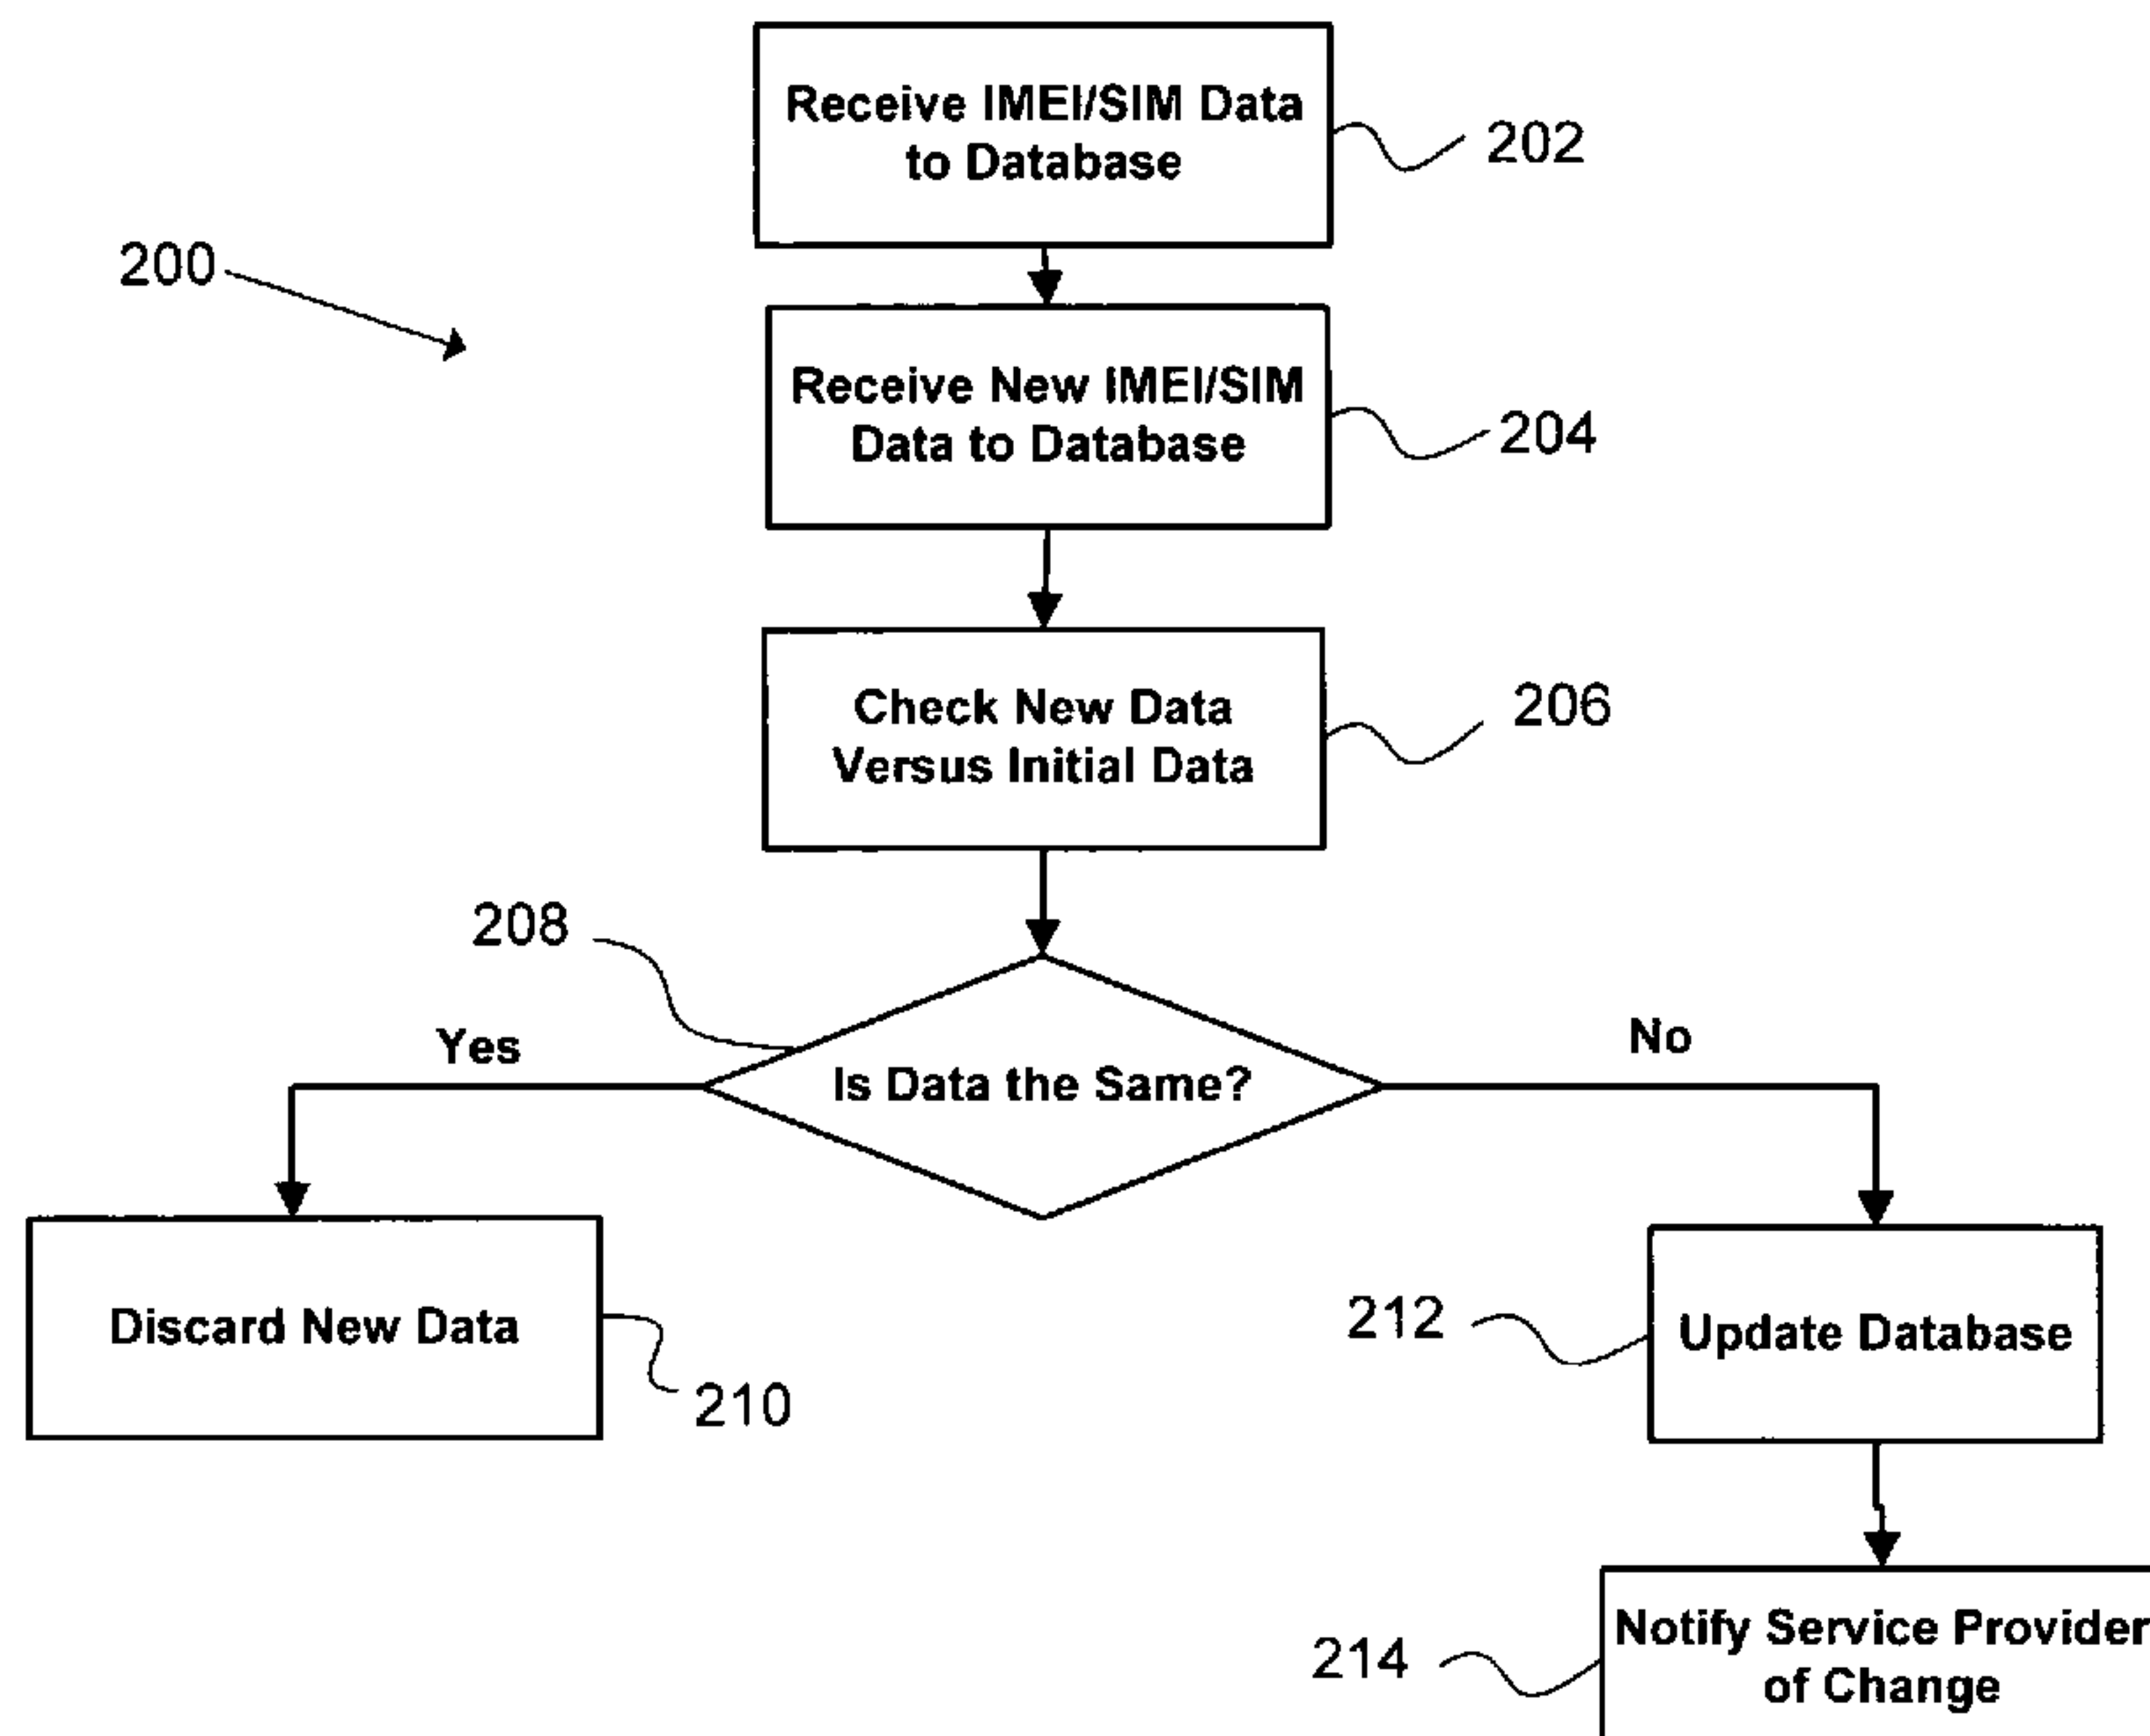 Receive IMEI/SIM Data
to Database
202
200
Receive New IMEI/SIM
Data to Database
204
Check New Data
Versus Initial Data
206
208
Yes
Is Data the Same?
No
Discard New Data
210
212
Update Database
214
Notify Service Provider
of Change